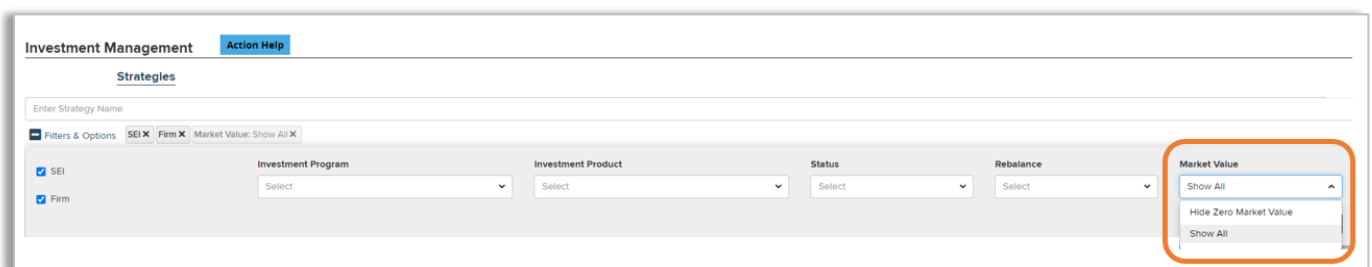 Investment Management Action Help
Strategies
Enter Strategy Name
Filters & Options SEI X Firm X Market Value: Show All X
SEI
Firm
Investment Program
Select
Investment Product
Select
Status
Select
Rebalance
Select
Market Value
Show All
Hide Zero Market Value
Show All